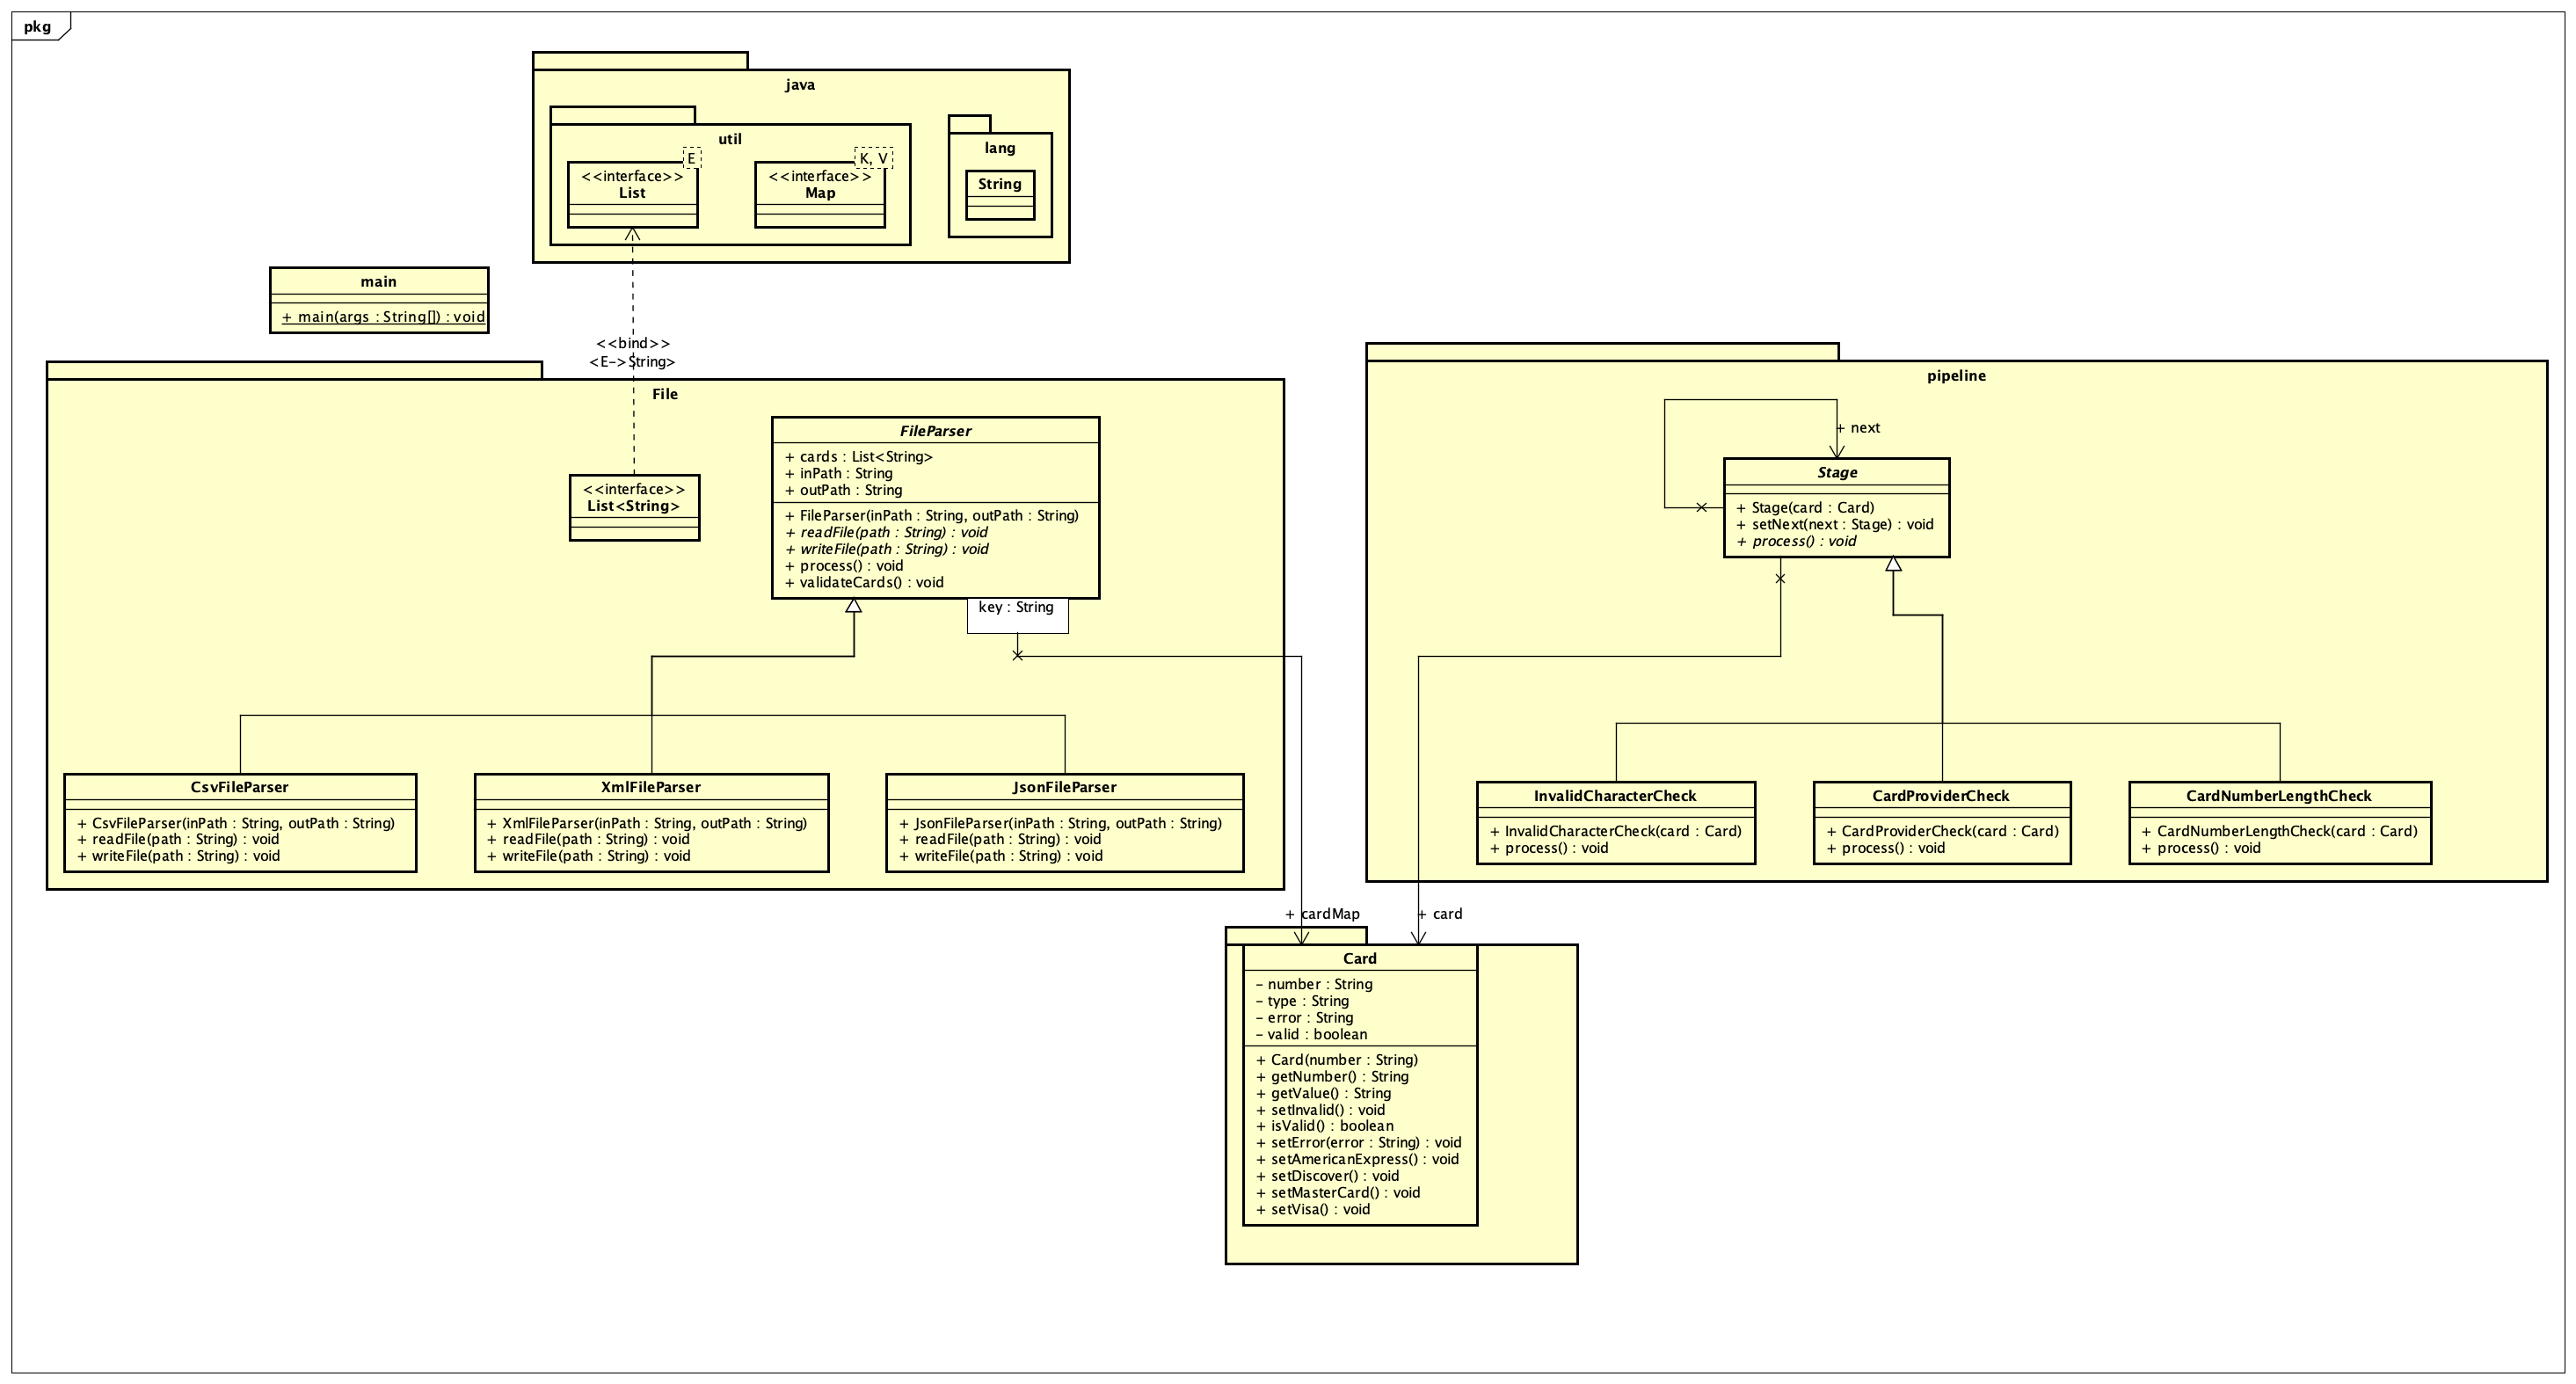 pkg
java
util
E
<<interface>>
List
K, V
<<interface>>
Map
lang
String
main
+ main(args : String[]) : void
<<bind>>
<E->String>
File
<<interface>>
List<String>
FileParser
+ cards : List<String>
+ inPath : String
+ outPath : String
+ FileParser(inPath : String, outPath : String)
+ readFile(path : String) : void
+ writeFile(path : String) : void
+ process() : void
+ validateCards() : void
key : String
CsvFileParser
+ CsvFileParser(inPath : String, outPath : String)
+ readFile(path : String) : void
+ writeFile(path : String) : void
XmlFileParser
+ XmlFileParser(inPath : String, outPath : String)
+ readFile(path : String) : void
+ writeFile(path : String) : void
JsonFileParser
+ JsonFileParser(inPath : String, outPath : String)
+ readFile(path : String) : void
+ writeFile(path : String) : void
pipeline
+ next
Stage
+ Stage(card : Card)
+ setNext(next : Stage) : void
+ process() : void
InvalidCharacterCheck
+ InvalidCharacterCheck(card : Card)
+ process() : void
CardProviderCheck
+ CardProviderCheck(card : Card)
+ process() : void
CardNumberLengthCheck
+ CardNumberLengthCheck(card : Card)
+ process() : void
+ cardMap
+ card
Card
- number : String
- type : String
- error : String
- valid : boolean
+ Card(number : String)
+ getNumber() : String
+ getValue() : String
+ setInvalid() : void
+ isValid() : boolean
+ setError(error : String) : void
+ setAmericanExpress() : void
+ setDiscover() : void
+ setMasterCard() : void
+ setVisa() : void